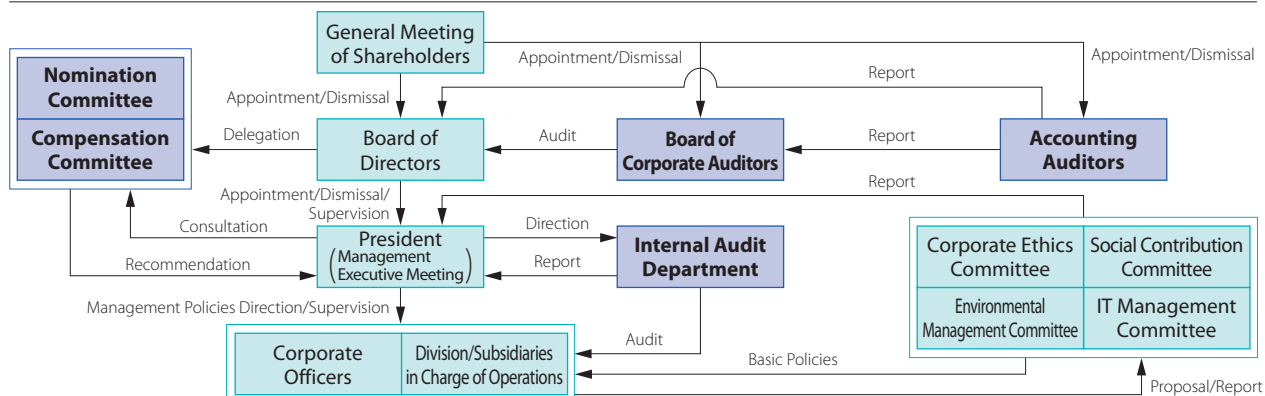 General Meeting
of Shareholders
Appointment/Dismissal
Appointment/Dismissal
Report
Nomination
Committee
Appointment/Dismissal
Compensation
Committee
Delegation
Board of
Directors
Audit
Board of
Corporate Auditors
Report
Accounting
Auditors
Appointment/Dismissal/
Supervision
Report
Consultation
President
(Management
Executive Meeting)
Direction
Internal Audit
Department
Recommendation
Report
Corporate Ethics
Committee
Social Contribution
Committee
Environmental
Management Committee
IT Management
Committee
Management Policies Direction/Supervision
Audit
Corporate
Officers
Division/Subsidiaries
in Charge of Operations
Basic Policies
Proposal/Report